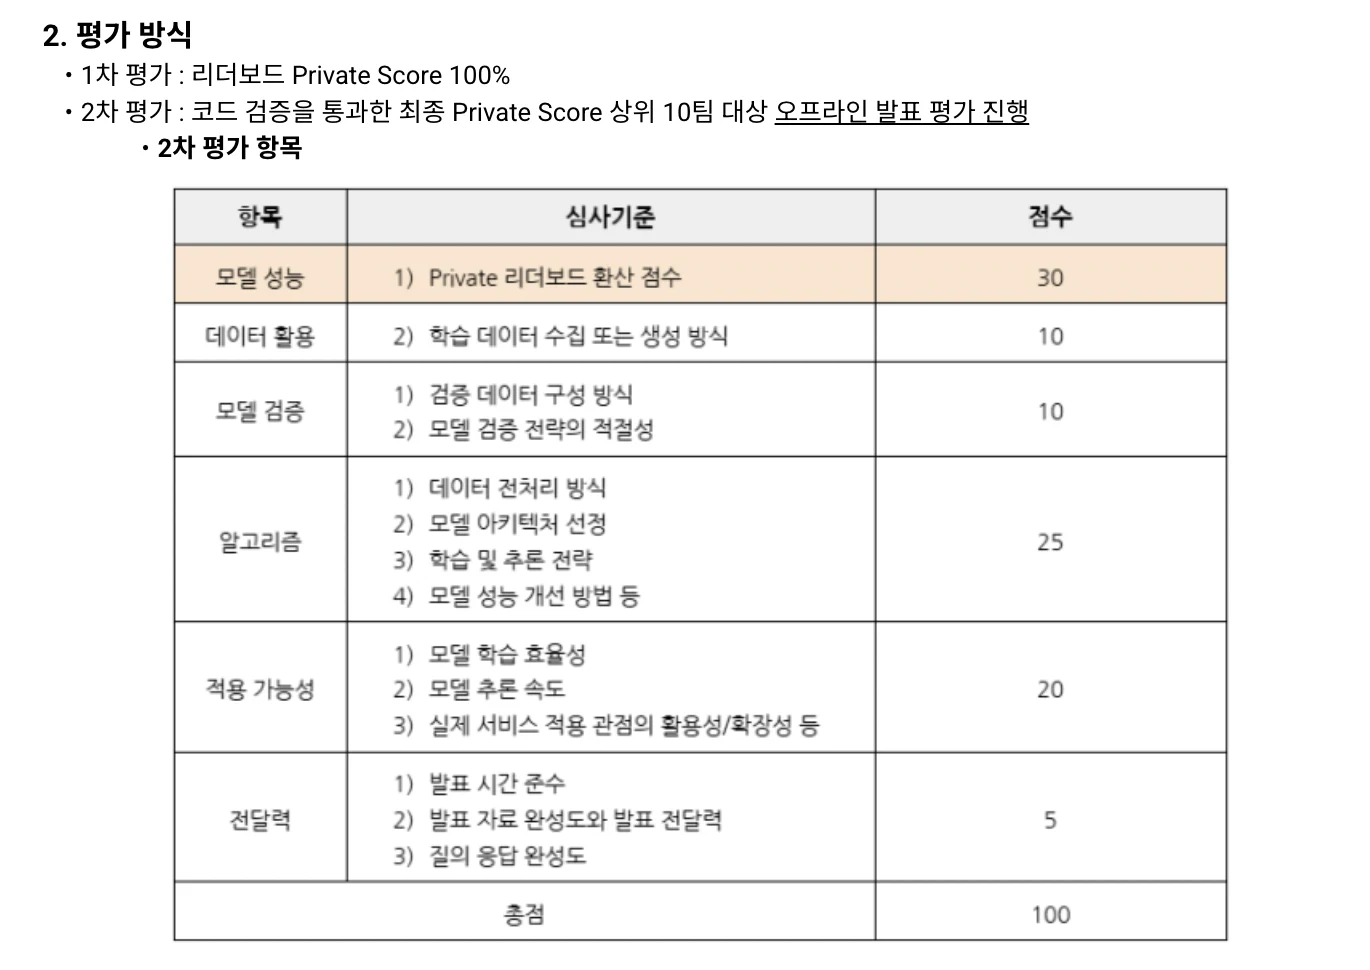 2. 평가 방식
• 1차 평가 : 리더보드 Private Score 100%
• 2차 평가 : 코드 검증을 통과한 최종 Private Score 상위 10팀 대상 오프라인 발표 평가 진행
• 2차 평가 항목
항목 심사기준 점수
모델 성능 1) Private 리더보드 환산 점수 30
데이터 활용 2) 학습 데이터 수집 또는 생성 방식 10
모델 검증 1) 검증 데이터 구성 방식
2) 모델 검증 전략의 적절성 10
알고리즘 1) 데이터 전처리 방식
2) 모델 아키텍처 선정
3) 학습 및 추론 전략
4) 모델 성능 개선 방법 등 25
적용 가능성 1) 모델 학습 효율성
2) 모델 추론 속도
3) 실제 서비스 적용 관점의 활용성/확장성 등 20
전달력 1) 발표 시간 준수
2) 발표 자료 완성도와 발표 전달력
3) 질의 응답 완성도 5
총점 100